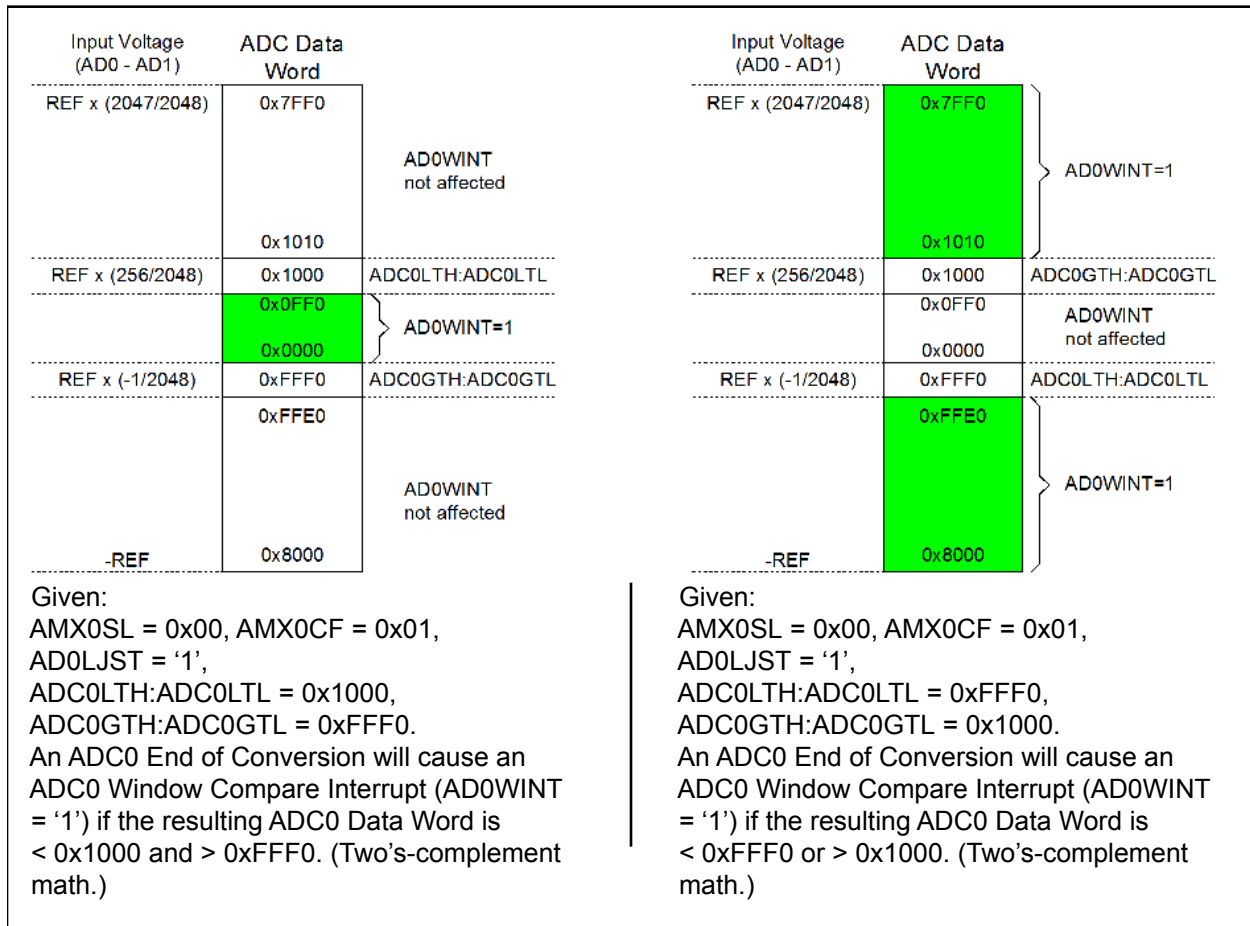 Input Voltage
(AD0 - AD1)
ADC Data
Word
REF x (2047/2048)
0x7FF0
AD0WINT
not affected
0x1010
REF x (256/2048)
0x1000
ADC0LTH:ADC0LTL
0x0FF0
AD0WINT=1
0x0000
REF x (-1/2048)
0xFFF0
ADC0GTH:ADC0GTL
0xFFE0
AD0WINT
not affected
-REF
0x8000
Given:
AMX0SL = 0x00, AMX0CF = 0x01,
AD0LJST = ‘1’,
ADC0LTH:ADC0LTL = 0x1000,
ADC0GTH:ADC0GTL = 0xFFF0.
An ADC0 End of Conversion will cause an
ADC0 Window Compare Interrupt (AD0WINT
= ‘1’) if the resulting ADC0 Data Word is
< 0x1000 and > 0xFFF0. (Two’s-complement
math.)
Input Voltage
(AD0 - AD1)
ADC Data
Word
REF x (2047/2048)
0x7FF0
AD0WINT=1
0x1010
REF x (256/2048)
0x1000
ADC0GTH:ADC0GTL
0x0FF0
AD0WINT
not affected
0x0000
REF x (-1/2048)
0xFFF0
ADC0LTH:ADC0LTL
0xFFE0
AD0WINT=1
-REF
0x8000
Given:
AMX0SL = 0x00, AMX0CF = 0x01,
AD0LJST = ‘1’,
ADC0LTH:ADC0LTL = 0xFFF0,
ADC0GTH:ADC0GTL = 0x1000.
An ADC0 End of Conversion will cause an
ADC0 Window Compare Interrupt (AD0WINT
= ‘1’) if the resulting ADC0 Data Word is
< 0xFFF0 or > 0x1000. (Two’s-complement
math.)